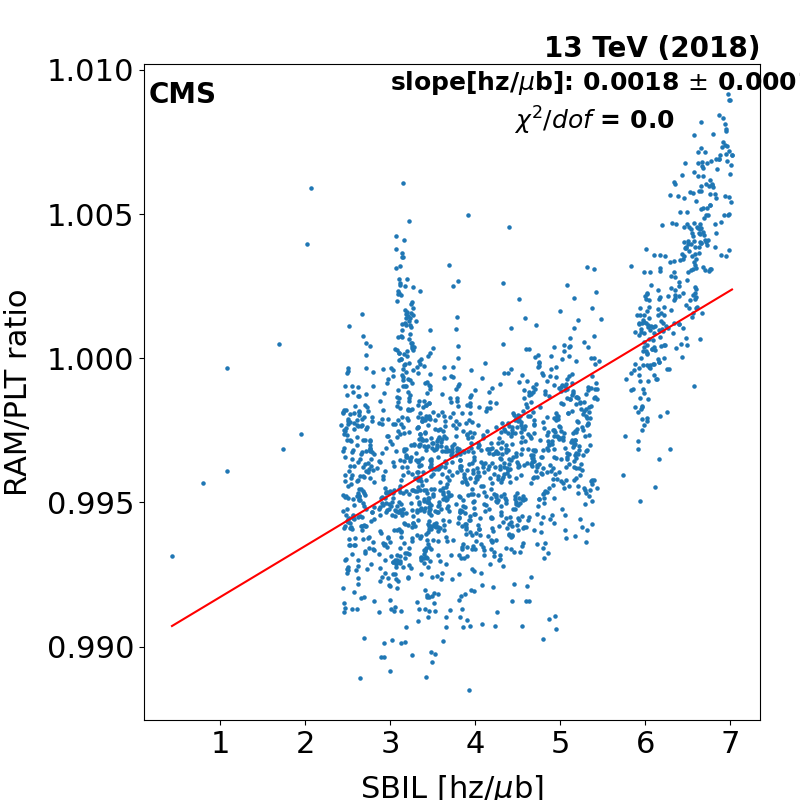 13 TeV (2018)
CMS
slope[hz/μb]: 0.0018 ± 0.000
χ²/dof = 0.0
1.010
1.005
1.000
0.995
0.990
RAM/PLT ratio
1 2 3 4 5 6 7
SBIL [hz/μb]